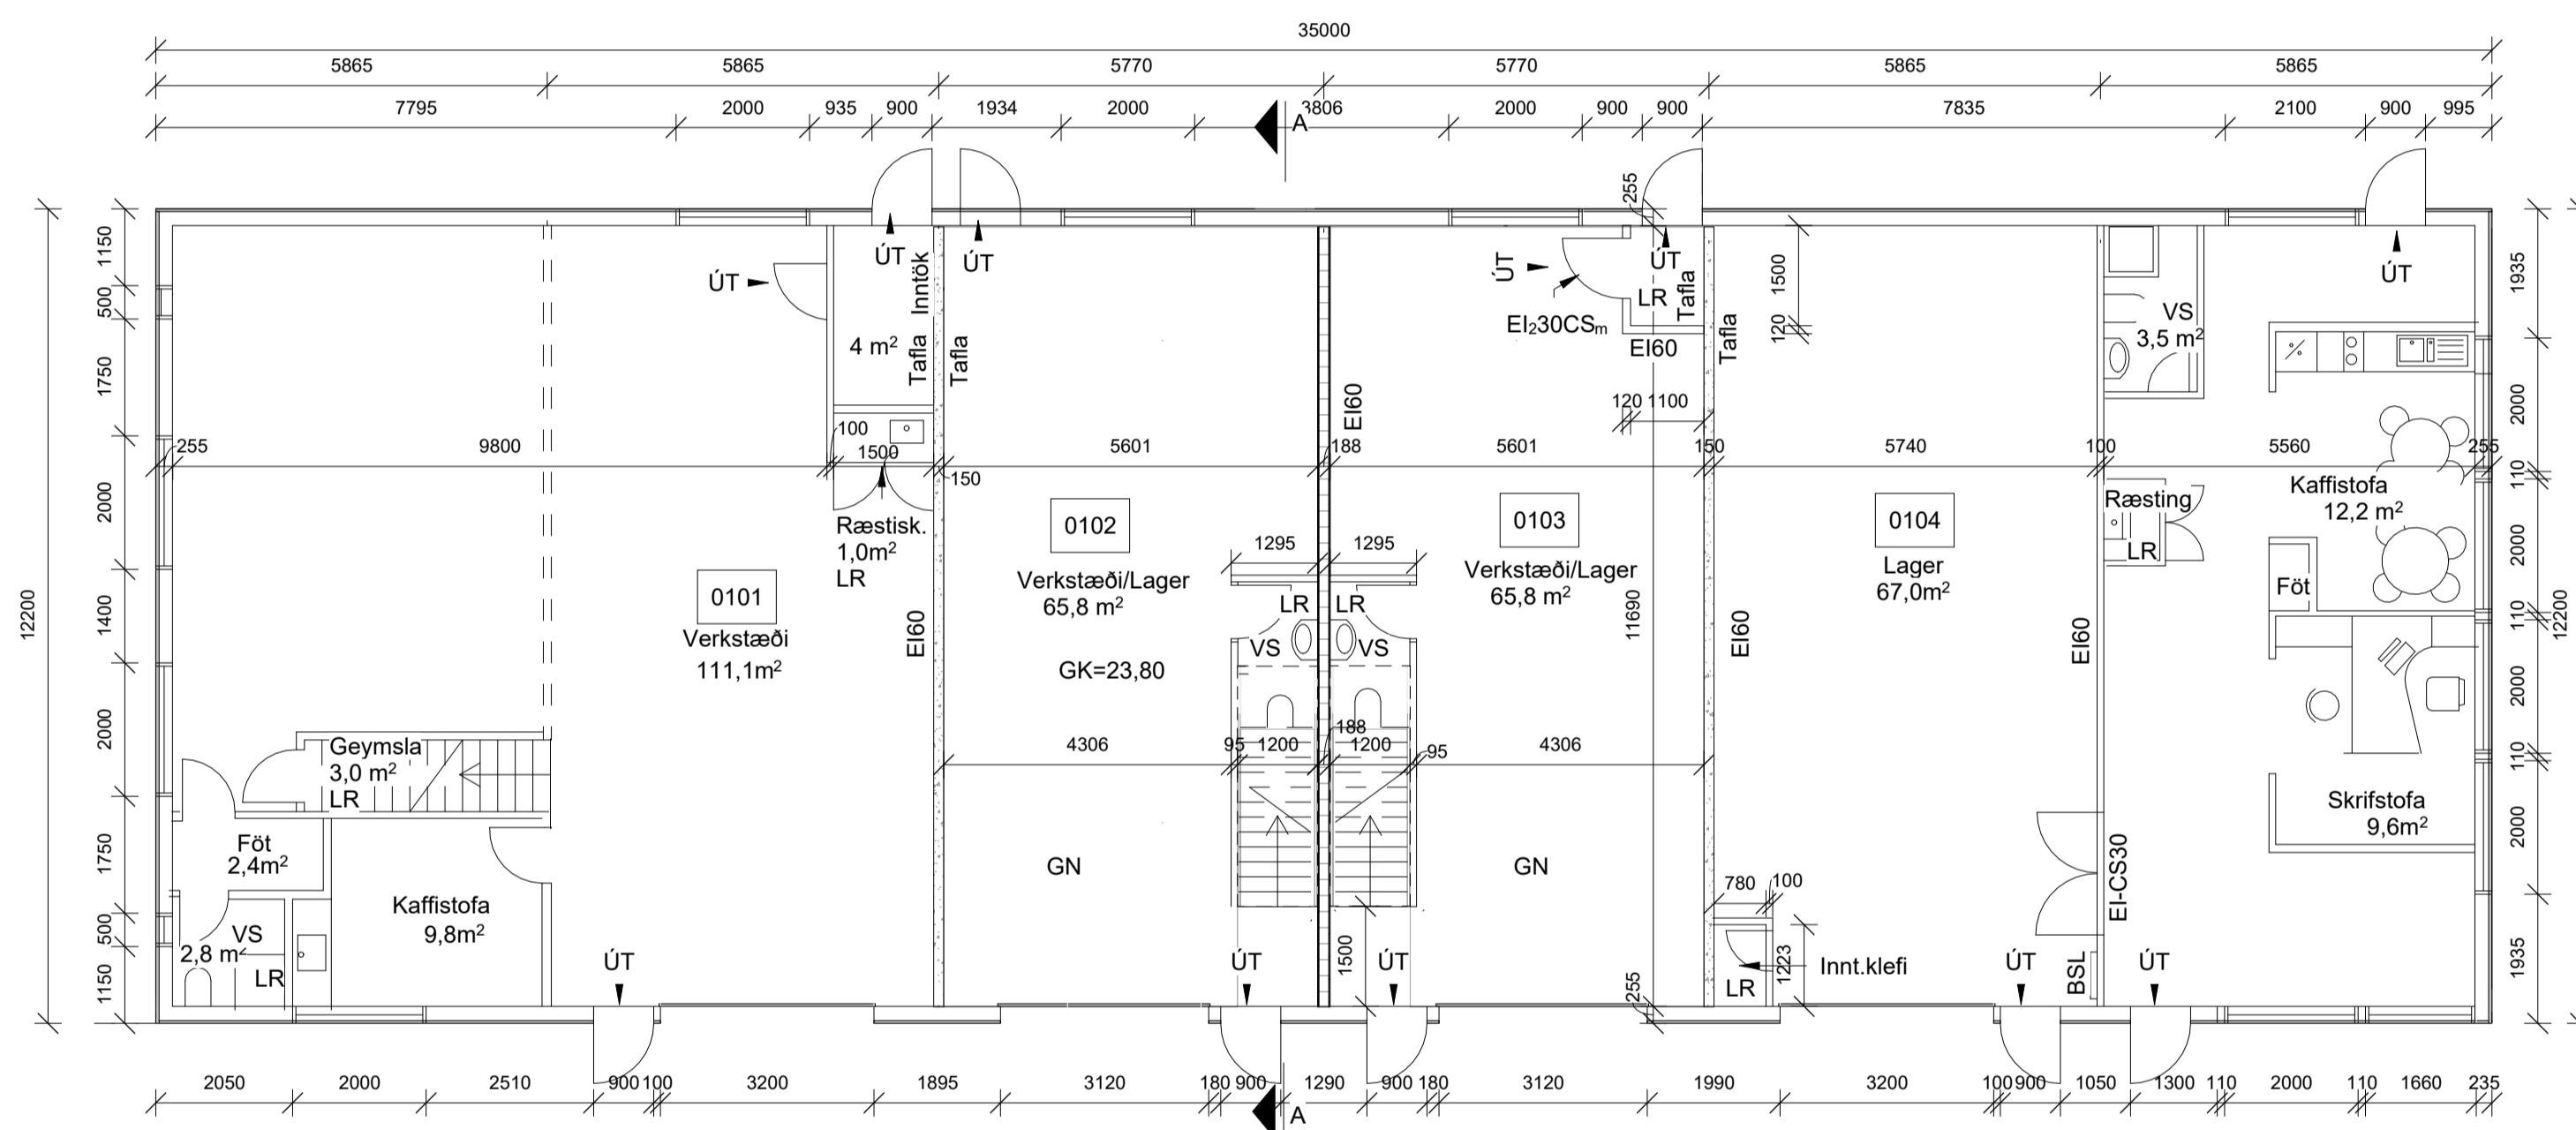 35000
5865 5865 5770 5770 5865 5865
7795 2000 935 900 1934 2000 3806 2000 900 900 7835 2100 900 995
A
255
1150 500 1750 2000 1400 2000 1750 500 1150
12200
ÚT ÚT ÚT ÚT ÚT ÚT
Inntök
4 m²
Tafla Tafla
EI₂30CSₘ
LR Tafla
EI60
Tafla
1500
120
VS
3,5 m²
1935 2000 110 2000 110 2000 110 2000 1935
12200
EI60
120 1100
255 9800 100 1500 150 5601 188 5601 150 5740 100 5560 255
Ræstisk.
1,0m²
LR
0101
Verkstæði
111,1m²
EI60
0102
Verkstæði/Lager
65,8 m²
GK=23,80
1295 1295
LR LR
VS VS
0103
Verkstæði/Lager
65,8 m²
11690
0104
Lager
67,0m²
EI60
EI60
Ræsting
LR
Kaffistofa
12,2 m²
Föt
Geymsla
3,0 m²
LR
4306 95 1200 188 1200 95 4306
Skrifstofa
9,6m²
Föt
2,4m²
Kaffistofa
9,8m²
VS
2,8 m²
LR
GN GN
EI-CS30
780 100
1223
Innt.klefi
LR
1500
255
BSL
ÚT ÚT ÚT ÚT ÚT
2050 2000 2510 900 100 3200 1895 3120 180 900 1290 900 180 3120 1990 3200 100 900 1050 1300 110 2000 110 1660 235
A